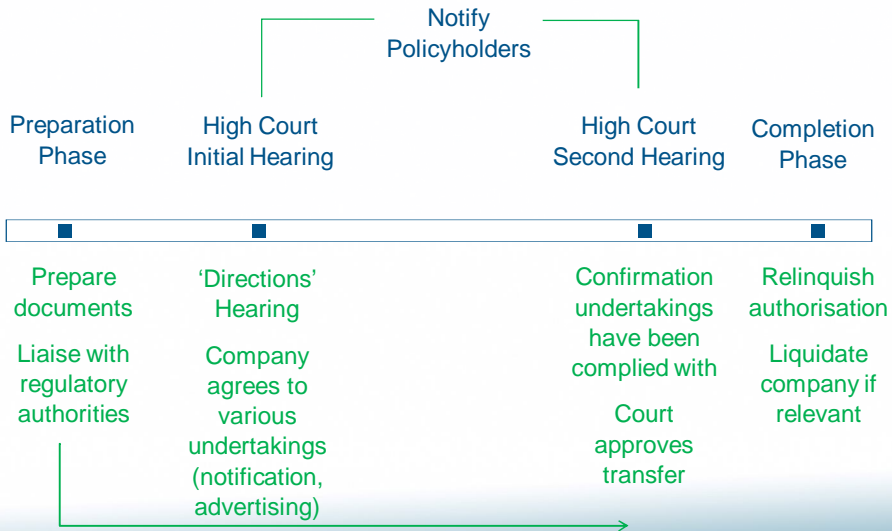 Notify
Policyholders
Preparation
Phase
High Court
Initial Hearing
High Court
Second Hearing
Completion
Phase
Prepare
documents
Liaise with
regulatory
authorities
‘Directions’
Hearing
Company
agrees to
various
undertakings
(notification,
advertising)
Confirmation
undertakings
have been
complied with
Court
approves
transfer
Relinquish
authorisation
Liquidate
company if
relevant